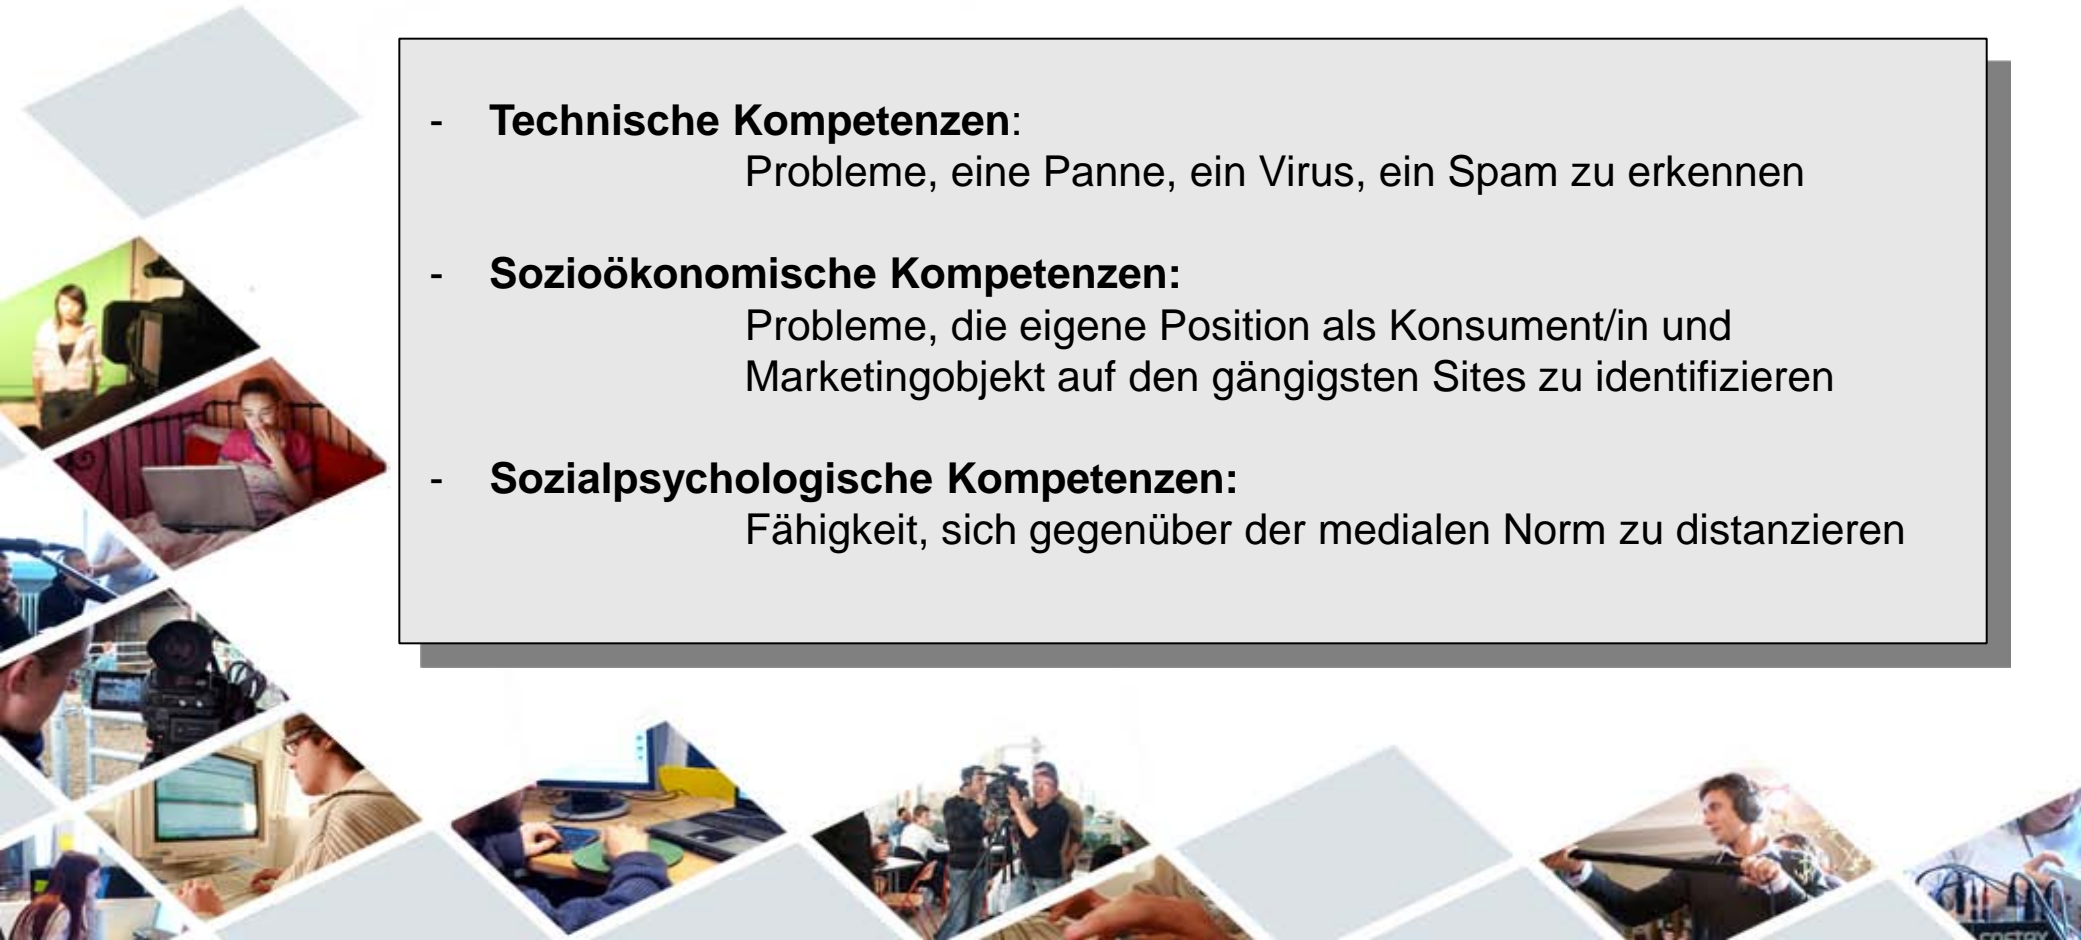 - Technische Kompetenzen:
Probleme, eine Panne, ein Virus, ein Spam zu erkennen
- Sozioökonomische Kompetenzen:
Probleme, die eigene Position als Konsument/in und
Marketingobjekt auf den gängigsten Sites zu identifizieren
- Sozialpsychologische Kompetenzen:
Fähigkeit, sich gegenüber der medialen Norm zu distanzieren